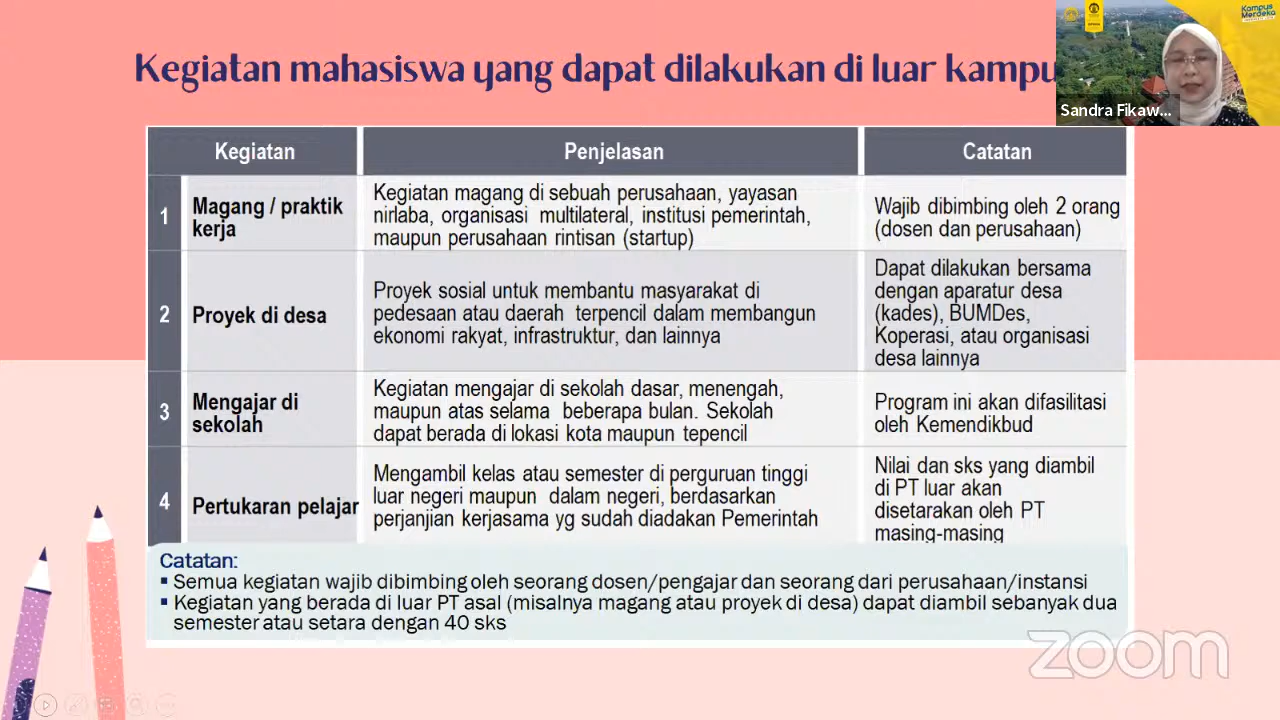 Kegiatan mahasiswa yang dapat dilakukan di luar kampu
Kampus
Merdeka
Sandra Fikaw...
Kegiatan
Penjelasan
Catatan
1
Magang / praktik
kerja
Kegiatan magang di sebuah perusahaan, yayasan
nirlaba, organisasi multilateral, institusi pemerintah,
maupun perusahaan rintisan (startup)
Wajib dibimbing oleh 2 orang
(dosen dan perusahaan)
2
Proyek di desa
Proyek sosial untuk membantu masyarakat di
pedesaan atau daerah terpencil dalam membangun
ekonomi rakyat, infrastruktur, dan lainnya
Dapat dilakukan bersama
dengan aparatur desa
(kades), BUMDes,
Koperasi, atau organisasi
desa lainnya
3
Mengajar di
sekolah
Kegiatan mengajar di sekolah dasar, menengah,
maupun atas selama beberapa bulan. Sekolah
dapat berada di lokasi kota maupun tepencil
Program ini akan difasilitasi
oleh Kemendikbud
4
Pertukaran pelajar
Mengambil kelas atau semester di perguruan tinggi
luar negeri maupun dalam negeri, berdasarkan
perjanjian kerjasama yg sudah diadakan Pemerintah
Nilai dan sks yang diambil
di PT luar akan
disetarakan oleh PT
masing-masing
Catatan:
▪ Semua kegiatan wajib dibimbing oleh seorang dosen/pengajar dan seorang dari perusahaan/instansi
▪ Kegiatan yang berada di luar PT asal (misalnya magang atau proyek di desa) dapat diambil sebanyak dua
semester atau setara dengan 40 sks
zoom